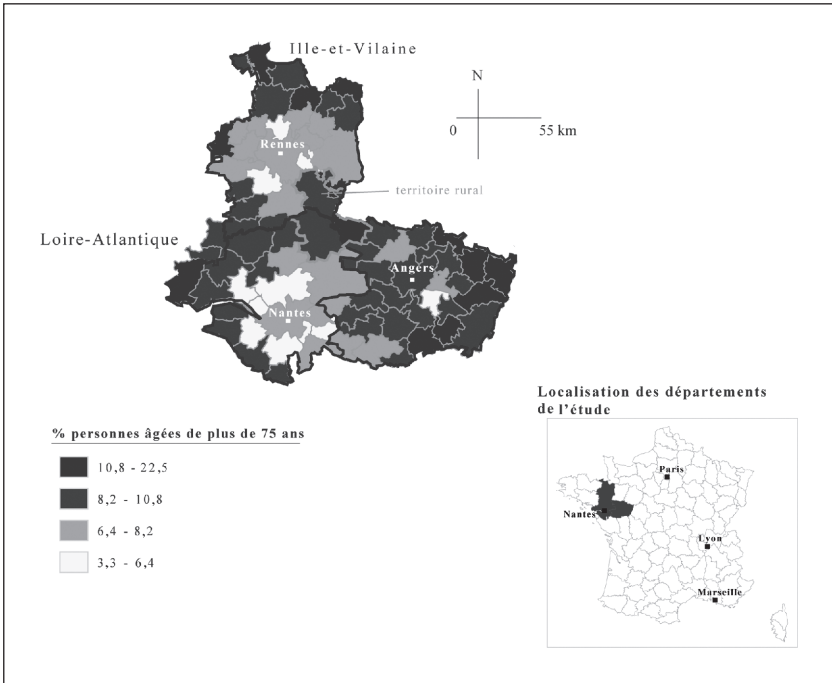 Ille-et-Vilaine
N
0 55 km
Rennes
territoire rural
Loire-Atlantique
Angers
Nantes
Localisation des départements
de l'étude
% personnes âgées de plus de 75 ans
10,8 - 22,5
8,2 - 10,8
6,4 - 8,2
3,3 - 6,4
Paris
Nantes
Lyon
Marseille